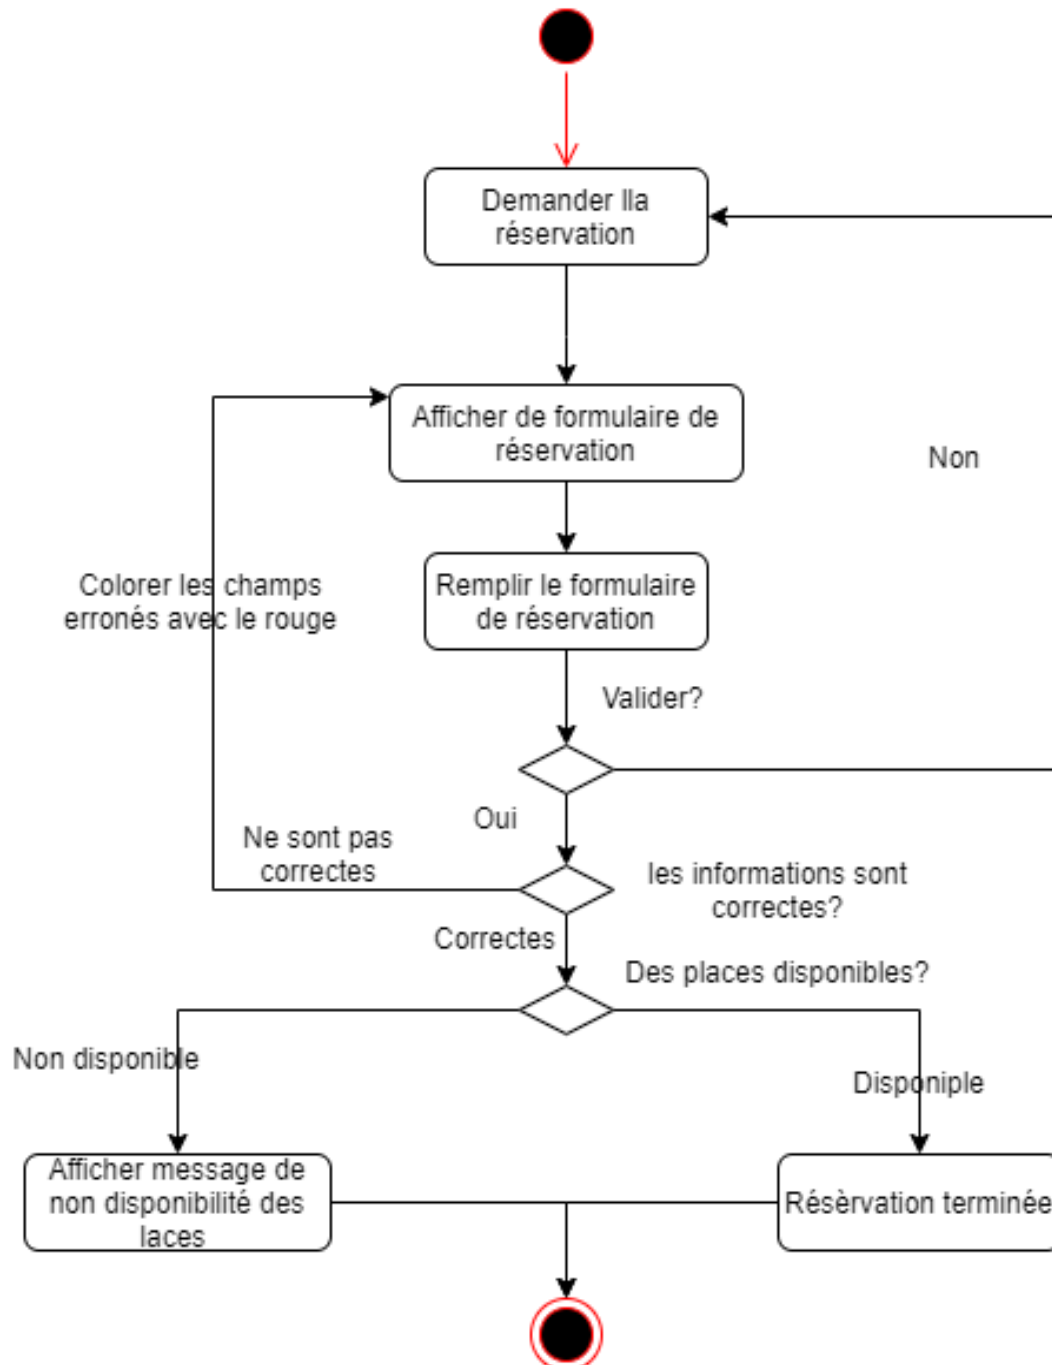 Demander lla
réservation
Afficher de formulaire de
réservation
Non
Colorer les champs
erronés avec le rouge
Remplir le formulaire
de réservation
Valider?
Oui
Ne sont pas
correctes
les informations sont
correctes?
Correctes
Des places disponibles?
Non disponible
Disponiple
Afficher message de
non disponibilité des
laces
Résèrvation terminée